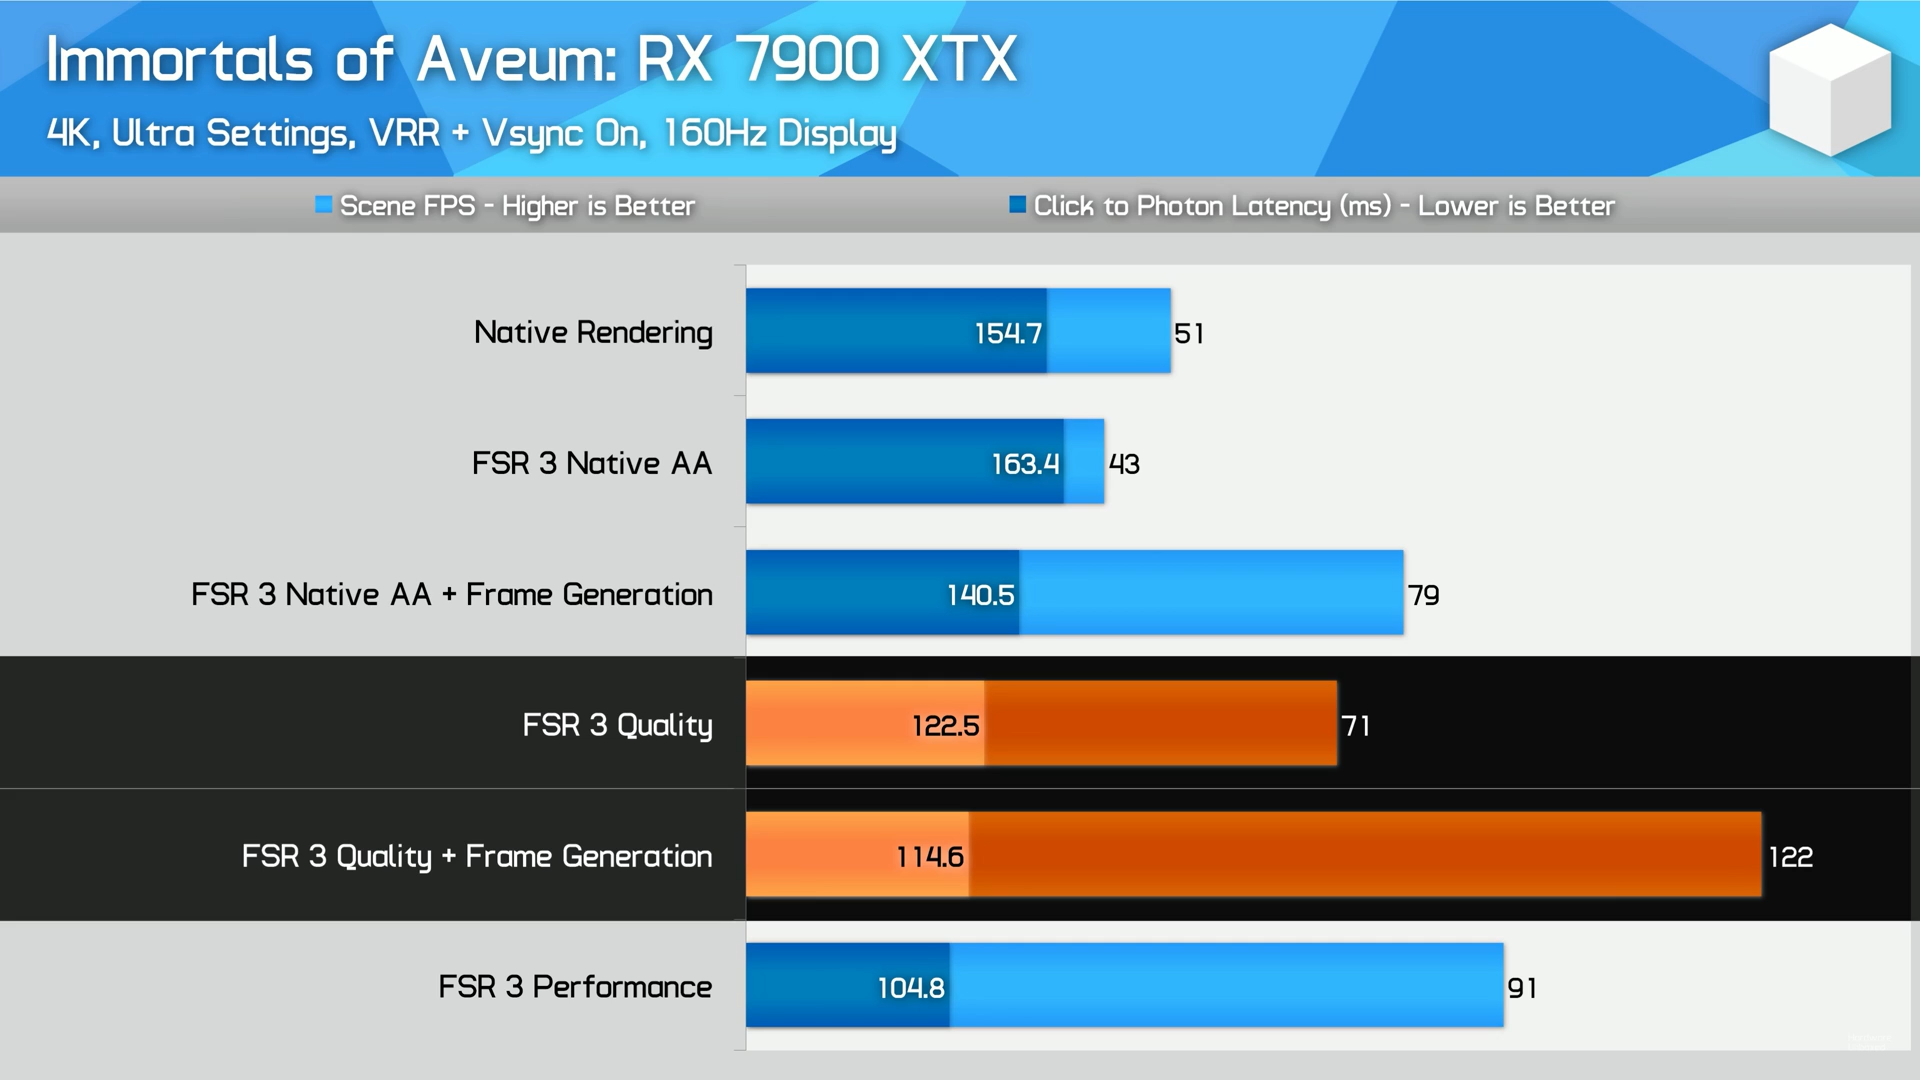 Immortals of Aveum: RX 7900 XTX
4K, Ultra Settings, VRR + Vsync On, 160Hz Display
Scene FPS - Higher is Better
Click to Photon Latency (ms) - Lower is Better
Native Rendering 154.7 51
FSR 3 Native AA 163.4 43
FSR 3 Native AA + Frame Generation 140.5 79
FSR 3 Quality 122.5 71
FSR 3 Quality + Frame Generation 114.6 122
FSR 3 Performance 104.8 91